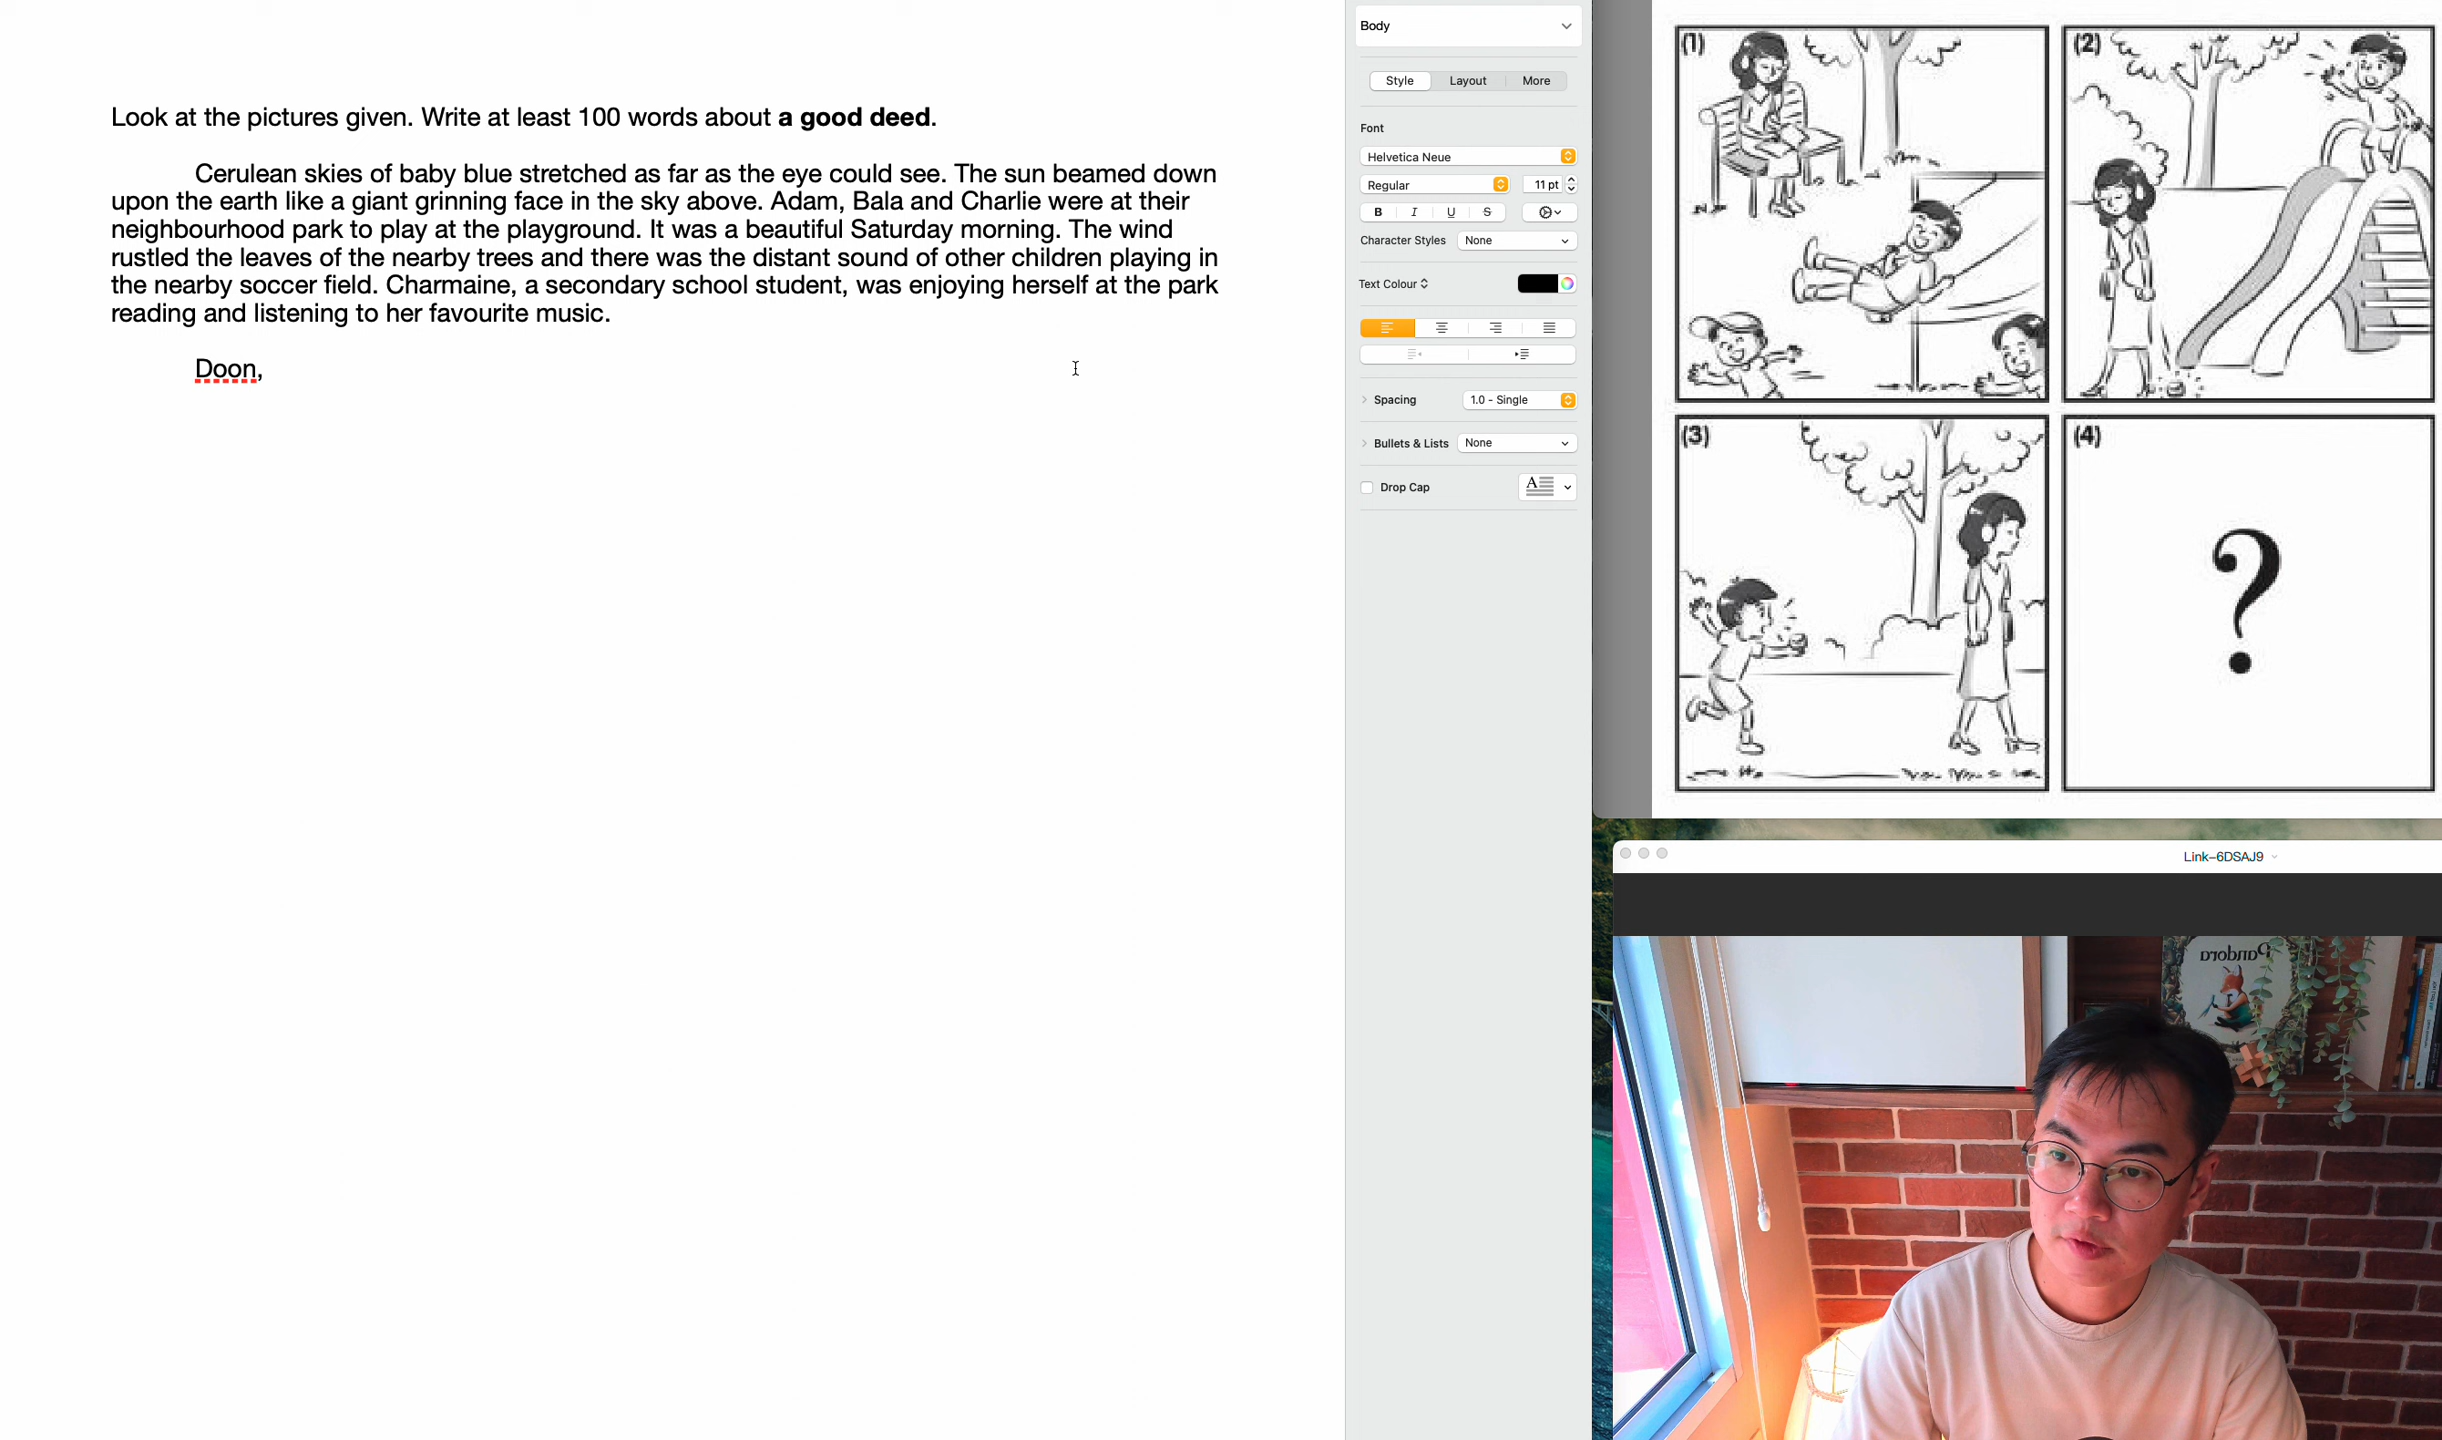 Look at the pictures given. Write at least 100 words about a good deed.
Cerulean skies of baby blue stretched as far as the eye could see. The sun beamed down
upon the earth like a giant grinning face in the sky above. Adam, Bala and Charlie were at their
neighbourhood park to play at the playground. It was a beautiful Saturday morning. The wind
rustled the leaves of the nearby trees and there was the distant sound of other children playing in
the nearby soccer field. Charmaine, a secondary school student, was enjoying herself at the park
reading and listening to her favourite music.
Doon,
Body
Style Layout More
Font
Helvetica Neue
Regular 11 pt
B I U S
Character Styles None
Text Colour
Spacing 1.0 - Single
Bullets & Lists None
Drop Cap A
(1)
(2)
(3)
(4)
?
Link-6DSAJ9
Pandora